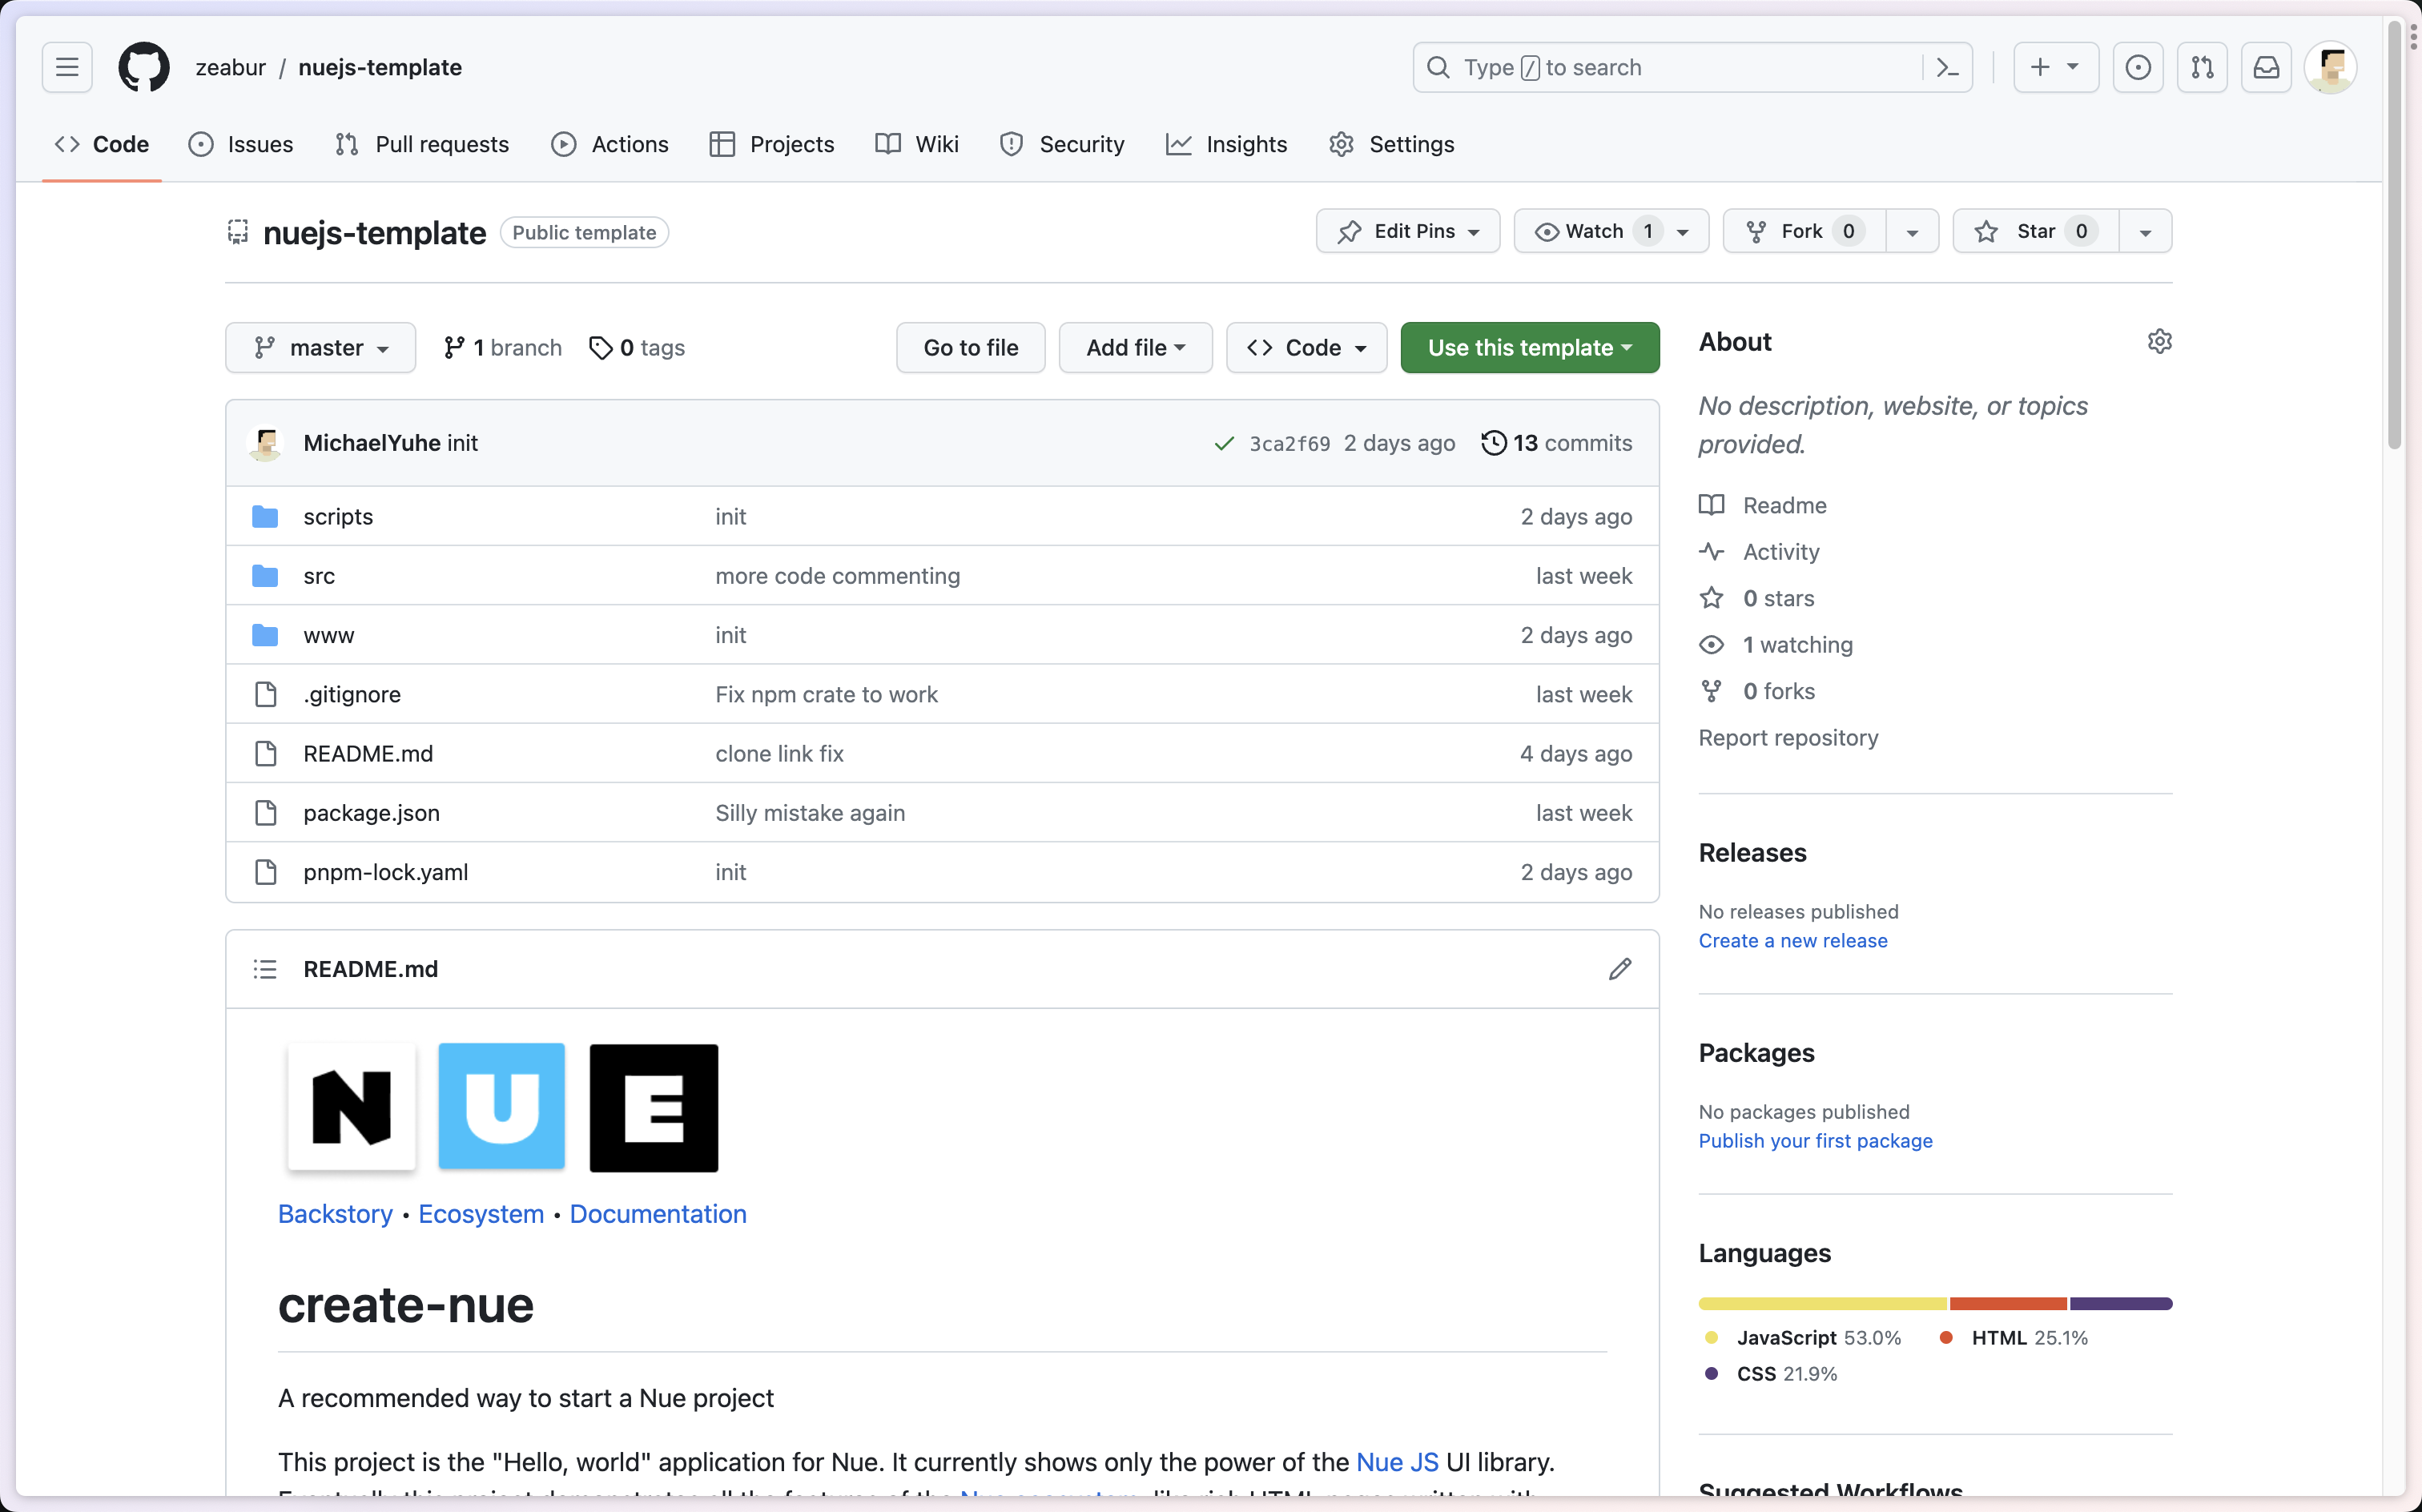 zeabur / nuejs-template
Type / to search
Code Issues Pull requests Actions Projects Wiki Security Insights Settings
nuejs-template Public template
Edit Pins Watch 1 Fork 0 Star 0
master 1 branch 0 tags
Go to file Add file Code Use this template
MichaelYuhe init 3ca2f69 2 days ago 13 commits
scripts init 2 days ago
src more code commenting last week
www init 2 days ago
.gitignore Fix npm crate to work last week
README.md clone link fix 4 days ago
package.json Silly mistake again last week
pnpm-lock.yaml init 2 days ago
README.md
N U E
Backstory • Ecosystem • Documentation
create-nue
A recommended way to start a Nue project
This project is the "Hello, world" application for Nue. It currently shows only the power of the Nue JS UI library.
About
No description, website, or topics
provided.
Readme
Activity
0 stars
1 watching
0 forks
Report repository
Releases
No releases published
Create a new release
Packages
No packages published
Publish your first package
Languages
JavaScript 53.0% HTML 25.1%
CSS 21.9%
Suggested Workflows